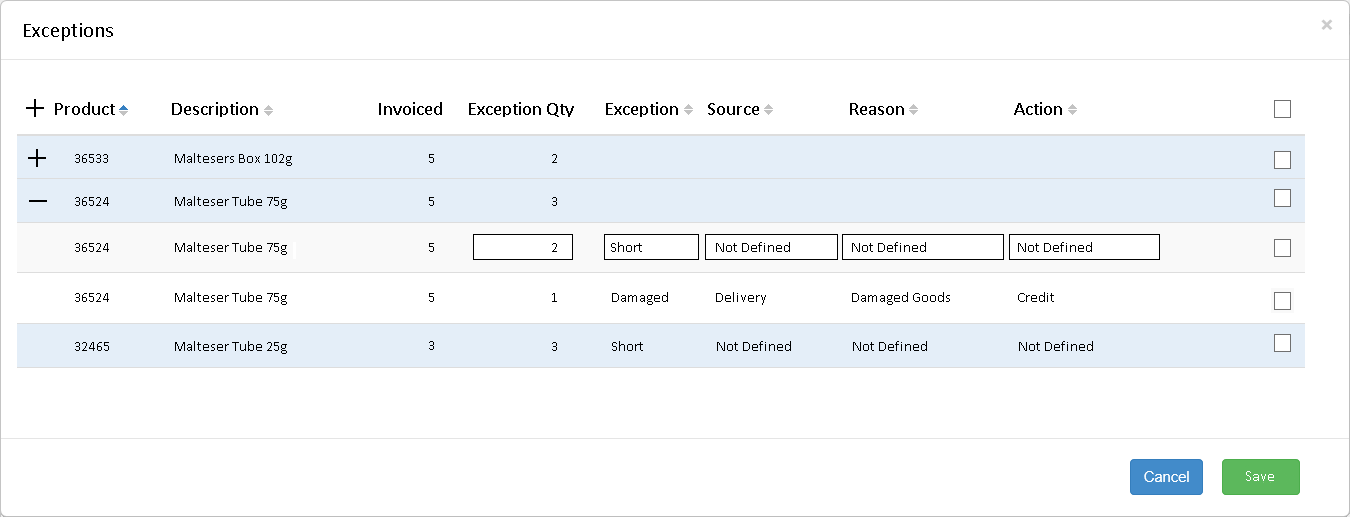 Exceptions ×
Product Description Invoiced Exception Qty Exception Source Reason Action
36533 Maltesers Box 102g 5 2
36524 Malteser Tube 75g 5 3
36524 Malteser Tube 75g 5 2 Short Not Defined Not Defined Not Defined
36524 Malteser Tube 75g 5 1 Damaged Delivery Damaged Goods Credit
32465 Malteser Tube 25g 3 3 Short Not Defined Not Defined Not Defined
Cancel Save